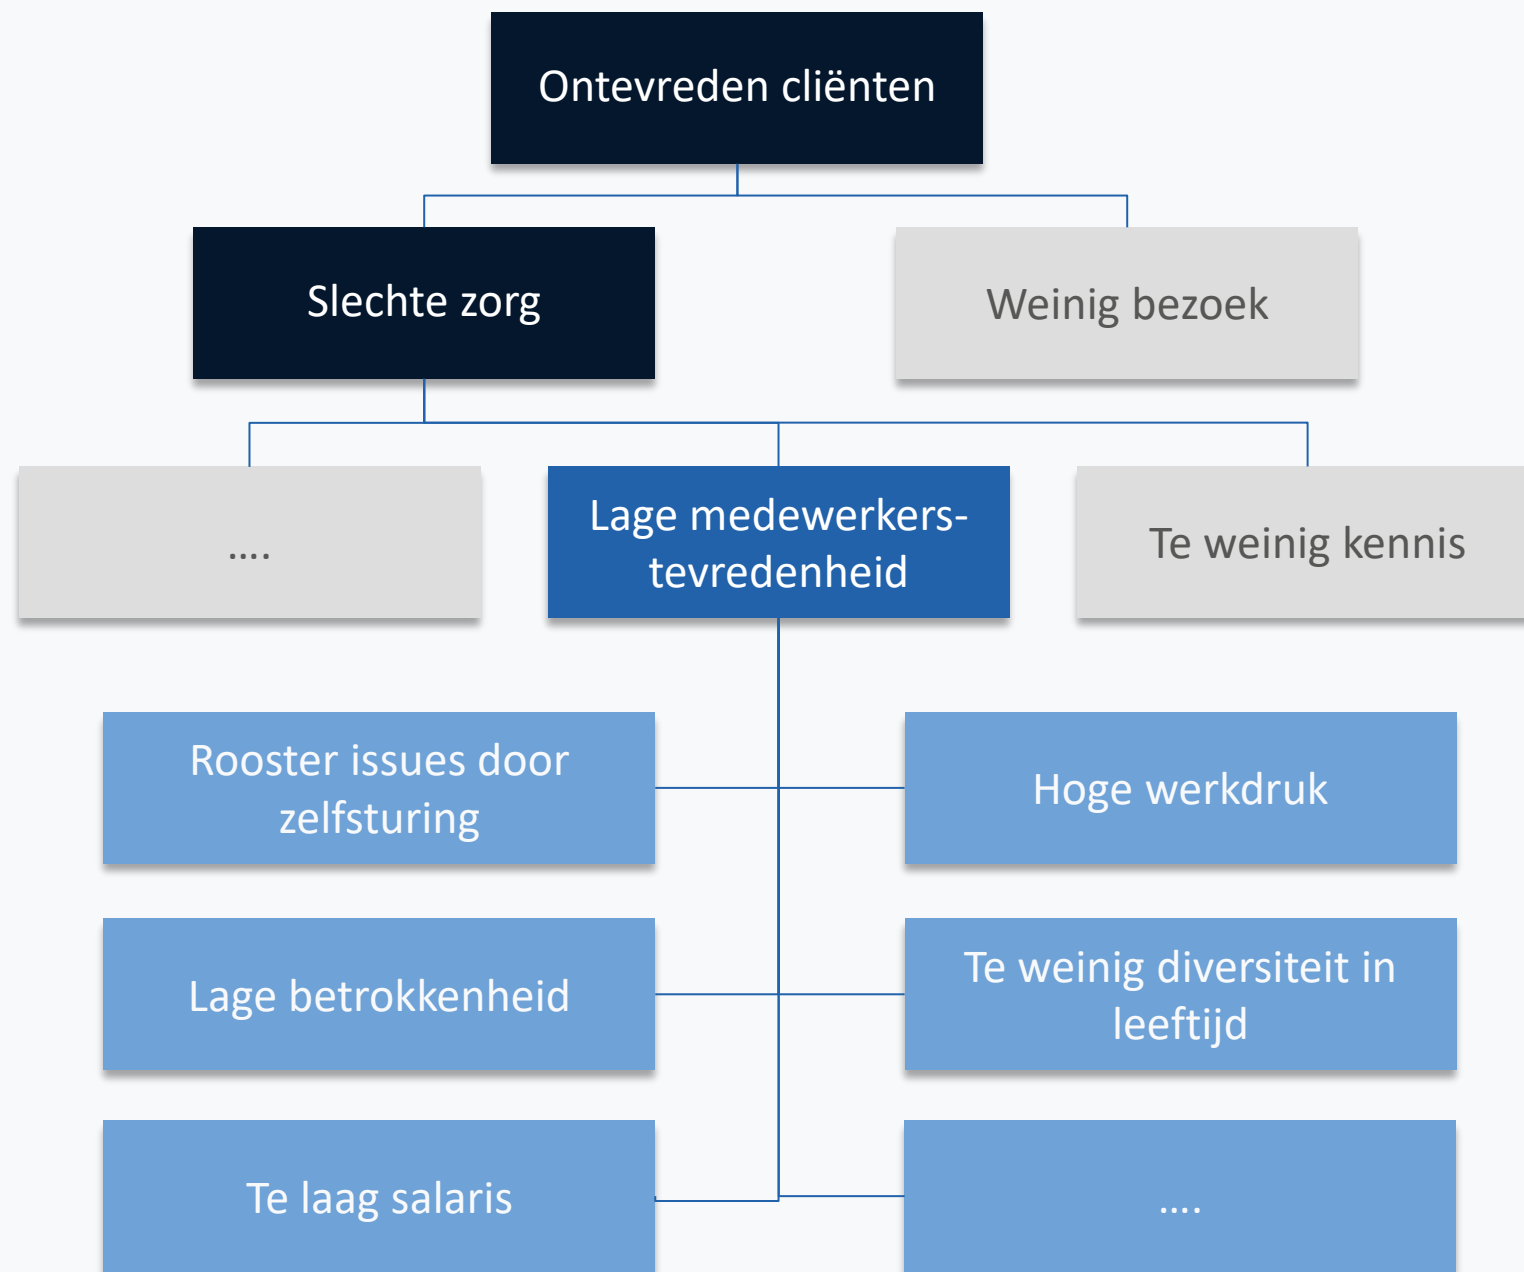 Ontevreden cliënten
Slechte zorg
Weinig bezoek
....
Lage medewerkers-
tevredenheid
Te weinig kennis
Rooster issues door
zelfsturing
Hoge werkdruk
Lage betrokkenheid
Te weinig diversiteit in
leeftijd
Te laag salaris
....